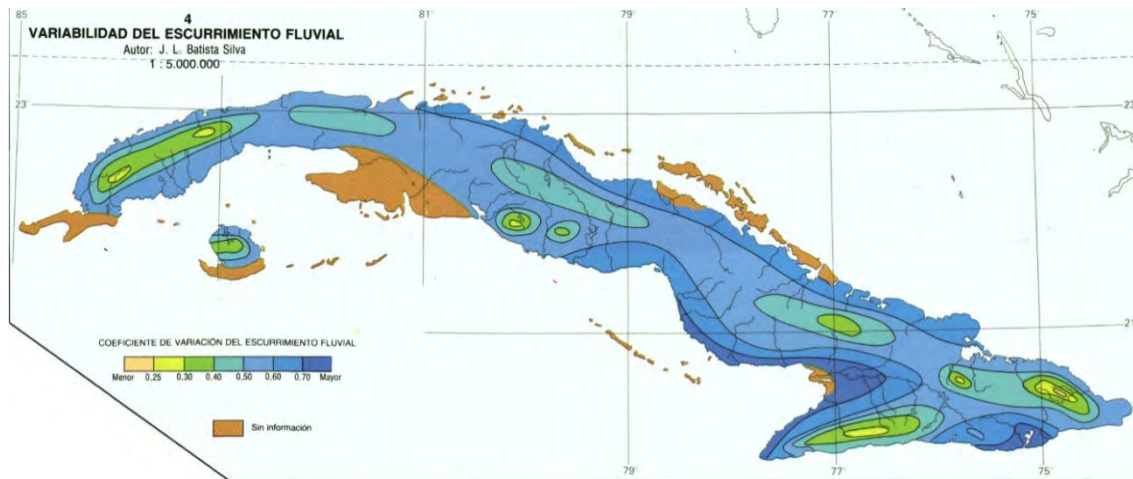 4
VARIABILIDAD DEL ESCURRIMIENTO FLUVIAL
Autor: J. L. Batista Silva
1 : 5.000.000
85 81 77 75
23 23
21
COEFICIENTE DE VARIACIÓN DEL ESCURRIMIENTO FLUVIAL
Menor 0,25 0,30 0,40 0,50 0,60 0,70 Mayor
Sin información
79 77 75